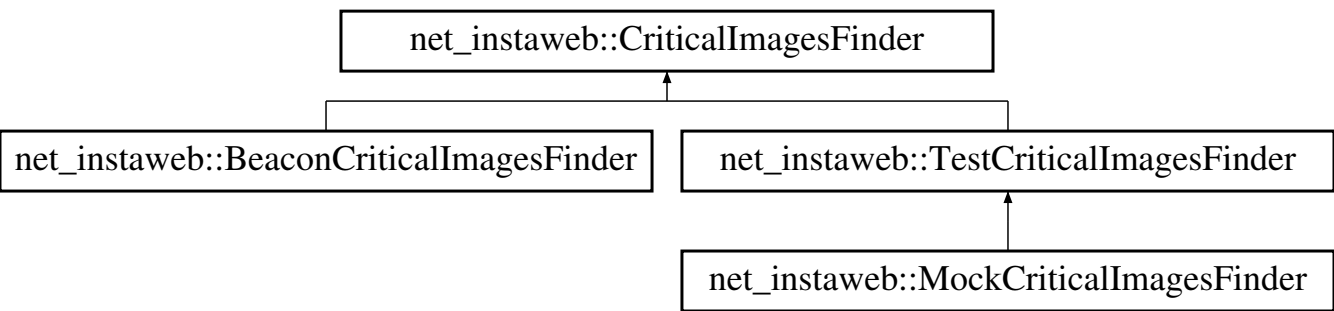 net_instaweb::CriticalImagesFinder
net_instaweb::BeaconCriticalImagesFinder
net_instaweb::TestCriticalImagesFinder
net_instaweb::MockCriticalImagesFinder